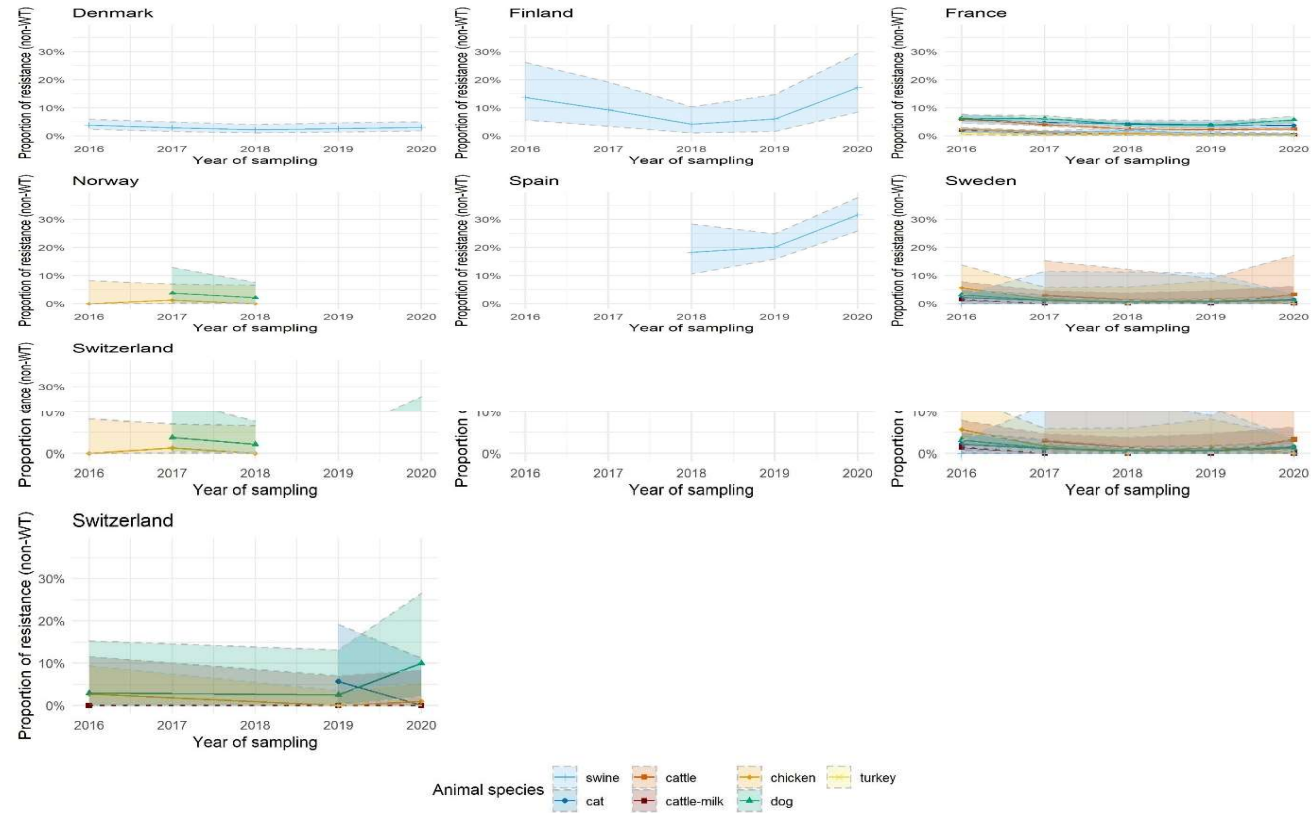 Denmark Finland France
Proportion of resistance (non-WT) Proportion of resistance (non-WT) Proportion of resistance (non-WT)
30% 30% 30%
20% 20% 20%
10% 10% 10%
0% 0% 0%
2016 2017 2018 2019 2020 2016 2017 2018 2019 2020 2016 2017 2018 2019 2020
Year of sampling Year of sampling Year of sampling
Norway Spain Sweden
Proportion of resistance (non-WT) Proportion of resistance (non-WT) Proportion of resistance (non-WT)
30% 30% 30%
20% 20% 20%
10% 10% 10%
0% 0% 0%
2016 2017 2018 2019 2020 2016 2017 2018 2019 2020 2016 2017 2018 2019 2020
Year of sampling Year of sampling Year of sampling
Switzerland
30%
10% 10% 10%
Proportion Proportion Proportion
0% 0% 0%
2016 2017 2018 2019 2020 2016 2017 2018 2019 2020 2016 2017 2018 2019 2020
Year of sampling Year of sampling Year of sampling
Switzerland
Proportion of resistance (non-WT)
30%
20%
10%
0%
2016 2017 2018 2019 2020
Year of sampling
Animal species
swine cattle chicken turkey
cat cattle-milk dog